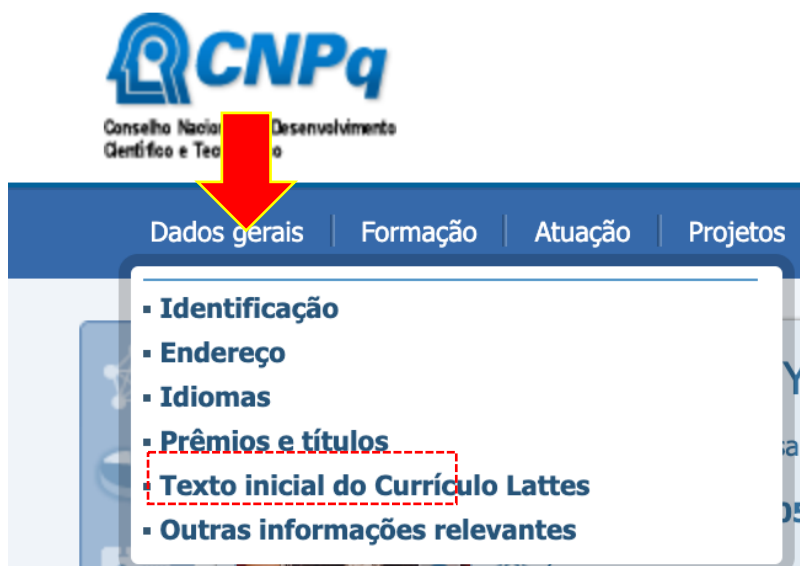 CNPq
Conselho Desenvolvimento
Científico e
Dados gerais
Formação
Atuação
Projetos
Identificação
Endereço
Idiomas
Prêmios e títulos
Texto inicial do Currículo Lattes
Outras informações relevantes